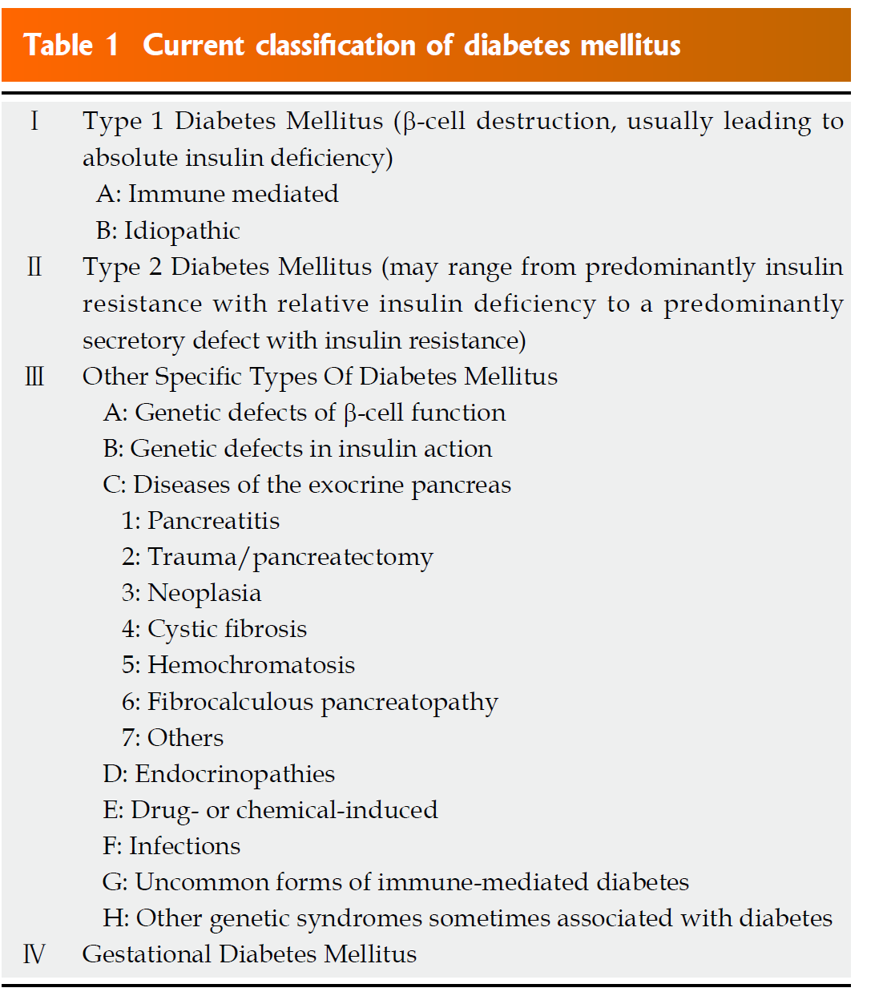 Table 1 Current classification of diabetes mellitus
Ⅰ Type 1 Diabetes Mellitus (β-cell destruction, usually leading to
absolute insulin deficiency)
A: Immune mediated
B: Idiopathic
Ⅱ Type 2 Diabetes Mellitus (may range from predominantly insulin
resistance with relative insulin deficiency to a predominantly
secretory defect with insulin resistance)
Ⅲ Other Specific Types Of Diabetes Mellitus
A: Genetic defects of β-cell function
B: Genetic defects in insulin action
C: Diseases of the exocrine pancreas
1: Pancreatitis
2: Trauma/pancreatectomy
3: Neoplasia
4: Cystic fibrosis
5: Hemochromatosis
6: Fibrocalculous pancreatopathy
7: Others
D: Endocrinopathies
E: Drug- or chemical-induced
F: Infections
G: Uncommon forms of immune-mediated diabetes
H: Other genetic syndromes sometimes associated with diabetes
Ⅳ Gestational Diabetes Mellitus